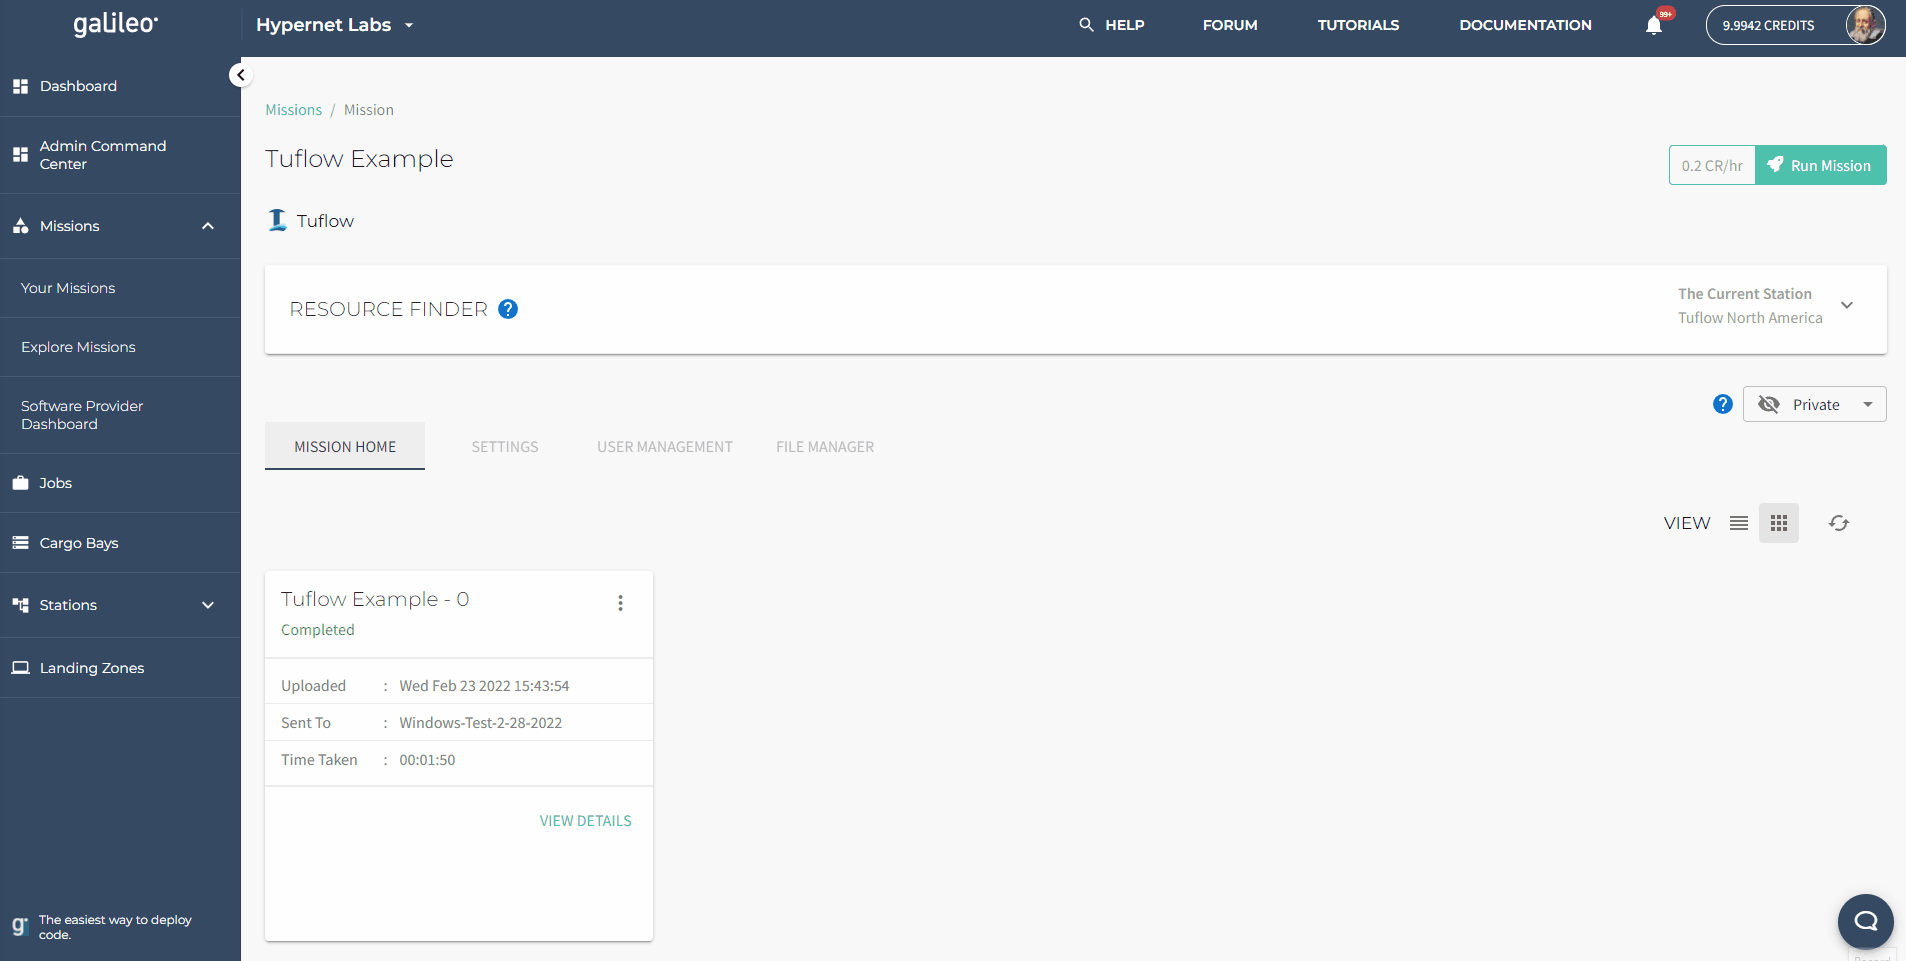 galileo
Hypernet Labs
HELP
FORUM
TUTORIALS
DOCUMENTATION
99+
9.9942 CREDITS
Dashboard
Admin Command
Center
Missions
Your Missions
Explore Missions
Software Provider
Dashboard
Jobs
Cargo Bays
Stations
Landing Zones
g
The easiest way to deploy
code.
Missions / Mission
Tuflow Example
0.2 CR/hr
Run Mission
Tuflow
RESOURCE FINDER ?
The Current Station
Tuflow North America
? Private
MISSION HOME
SETTINGS
USER MANAGEMENT
FILE MANAGER
VIEW
Tuflow Example - 0
Completed
Uploaded : Wed Feb 23 2022 15:43:54
Sent To : Windows-Test-2-28-2022
Time Taken : 00:01:50
VIEW DETAILS